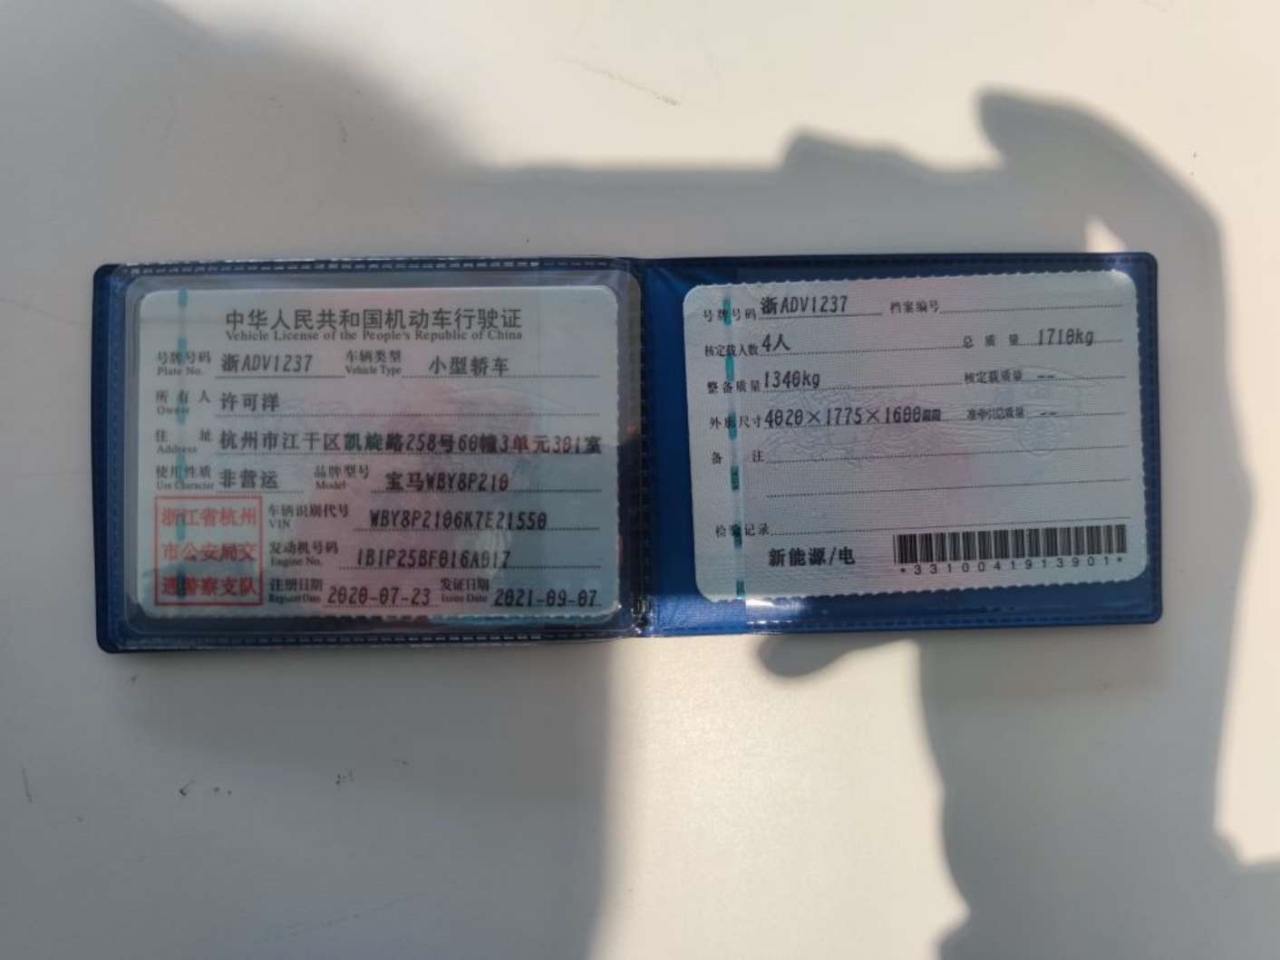 中华人民共和国机动车行驶证
Vehicle License of the People's Republic of China
号牌号码 浙ADV1237 车辆类型 小型轿车
Plate No. Vehicle Type
所有人 许可洋
Owner
住址 杭州市江干区凯旋路258号60幢3单元301室
Address
使用性质 非营运 品牌型号 宝马WBY8P210
Use Character Model
浙江省杭州
市公安局交
通警察支队
车辆识别代号 WBY8P2106K7E21550
VIN
发动机号码 IB1P25BF016A017
Engine No.
注册日期 2020-07-23 发证日期 2021-09-07
Register Date Issue Date
号牌号码 浙ADV1237 档案编号
核定载人数 4人 总质量 1710kg
整备质量 1340kg 核定载质量 --
外廓尺寸 4020×1775×1600mm 准牵引总质量 --
备注
检验记录
新能源/电
*3310041913901*